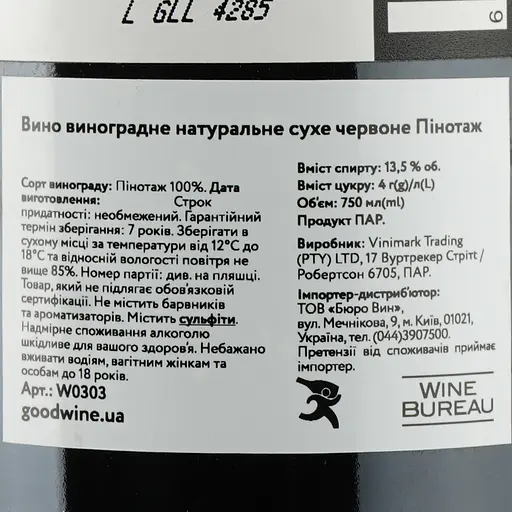 L GLL 4285
6
Вино виноградне натуральне сухе червоне Пінотаж
Сорт винограду: Пінотаж 100%. Дата
виготовлення: Строк
придатності: необмежений. Гарантійний
термін зберігання: 7 років. Зберігати в
сухому місці за температури від 12°С до
18°С та відносній вологості повітря не
вище 85%. Номер партії: див. на пляшці.
Товар, який не підлягає обов'язковій
сертифікації. Не містить барвників
та ароматизаторів. Містить сульфіти.
Надмірне споживання алкоголю
шкідливе для вашого здоров'я. Небажано
вживати водіям, вагітним жінкам та
особам до 18 років.
Арт.: W0303
goodwine.ua
Вміст спирту: 13,5 % об.
Вміст цукру: 4 г(g)/л(L)
Об'єм: 750 мл(ml)
Продукт ПАР.
Виробник: Vinimark Trading
(PTY) LTD, 17 Вуртрекер Стрітт /
Робертсон 6705, ПАР.
Імпортер-дистриб'ютор:
ТОВ «Бюро Вин»,
вул. Мечнікова, 9, м. Київ, 01021,
Україна, тел. (044)3907500.
Претензії від споживачів приймає
імпортер.
WINE
BUREAU